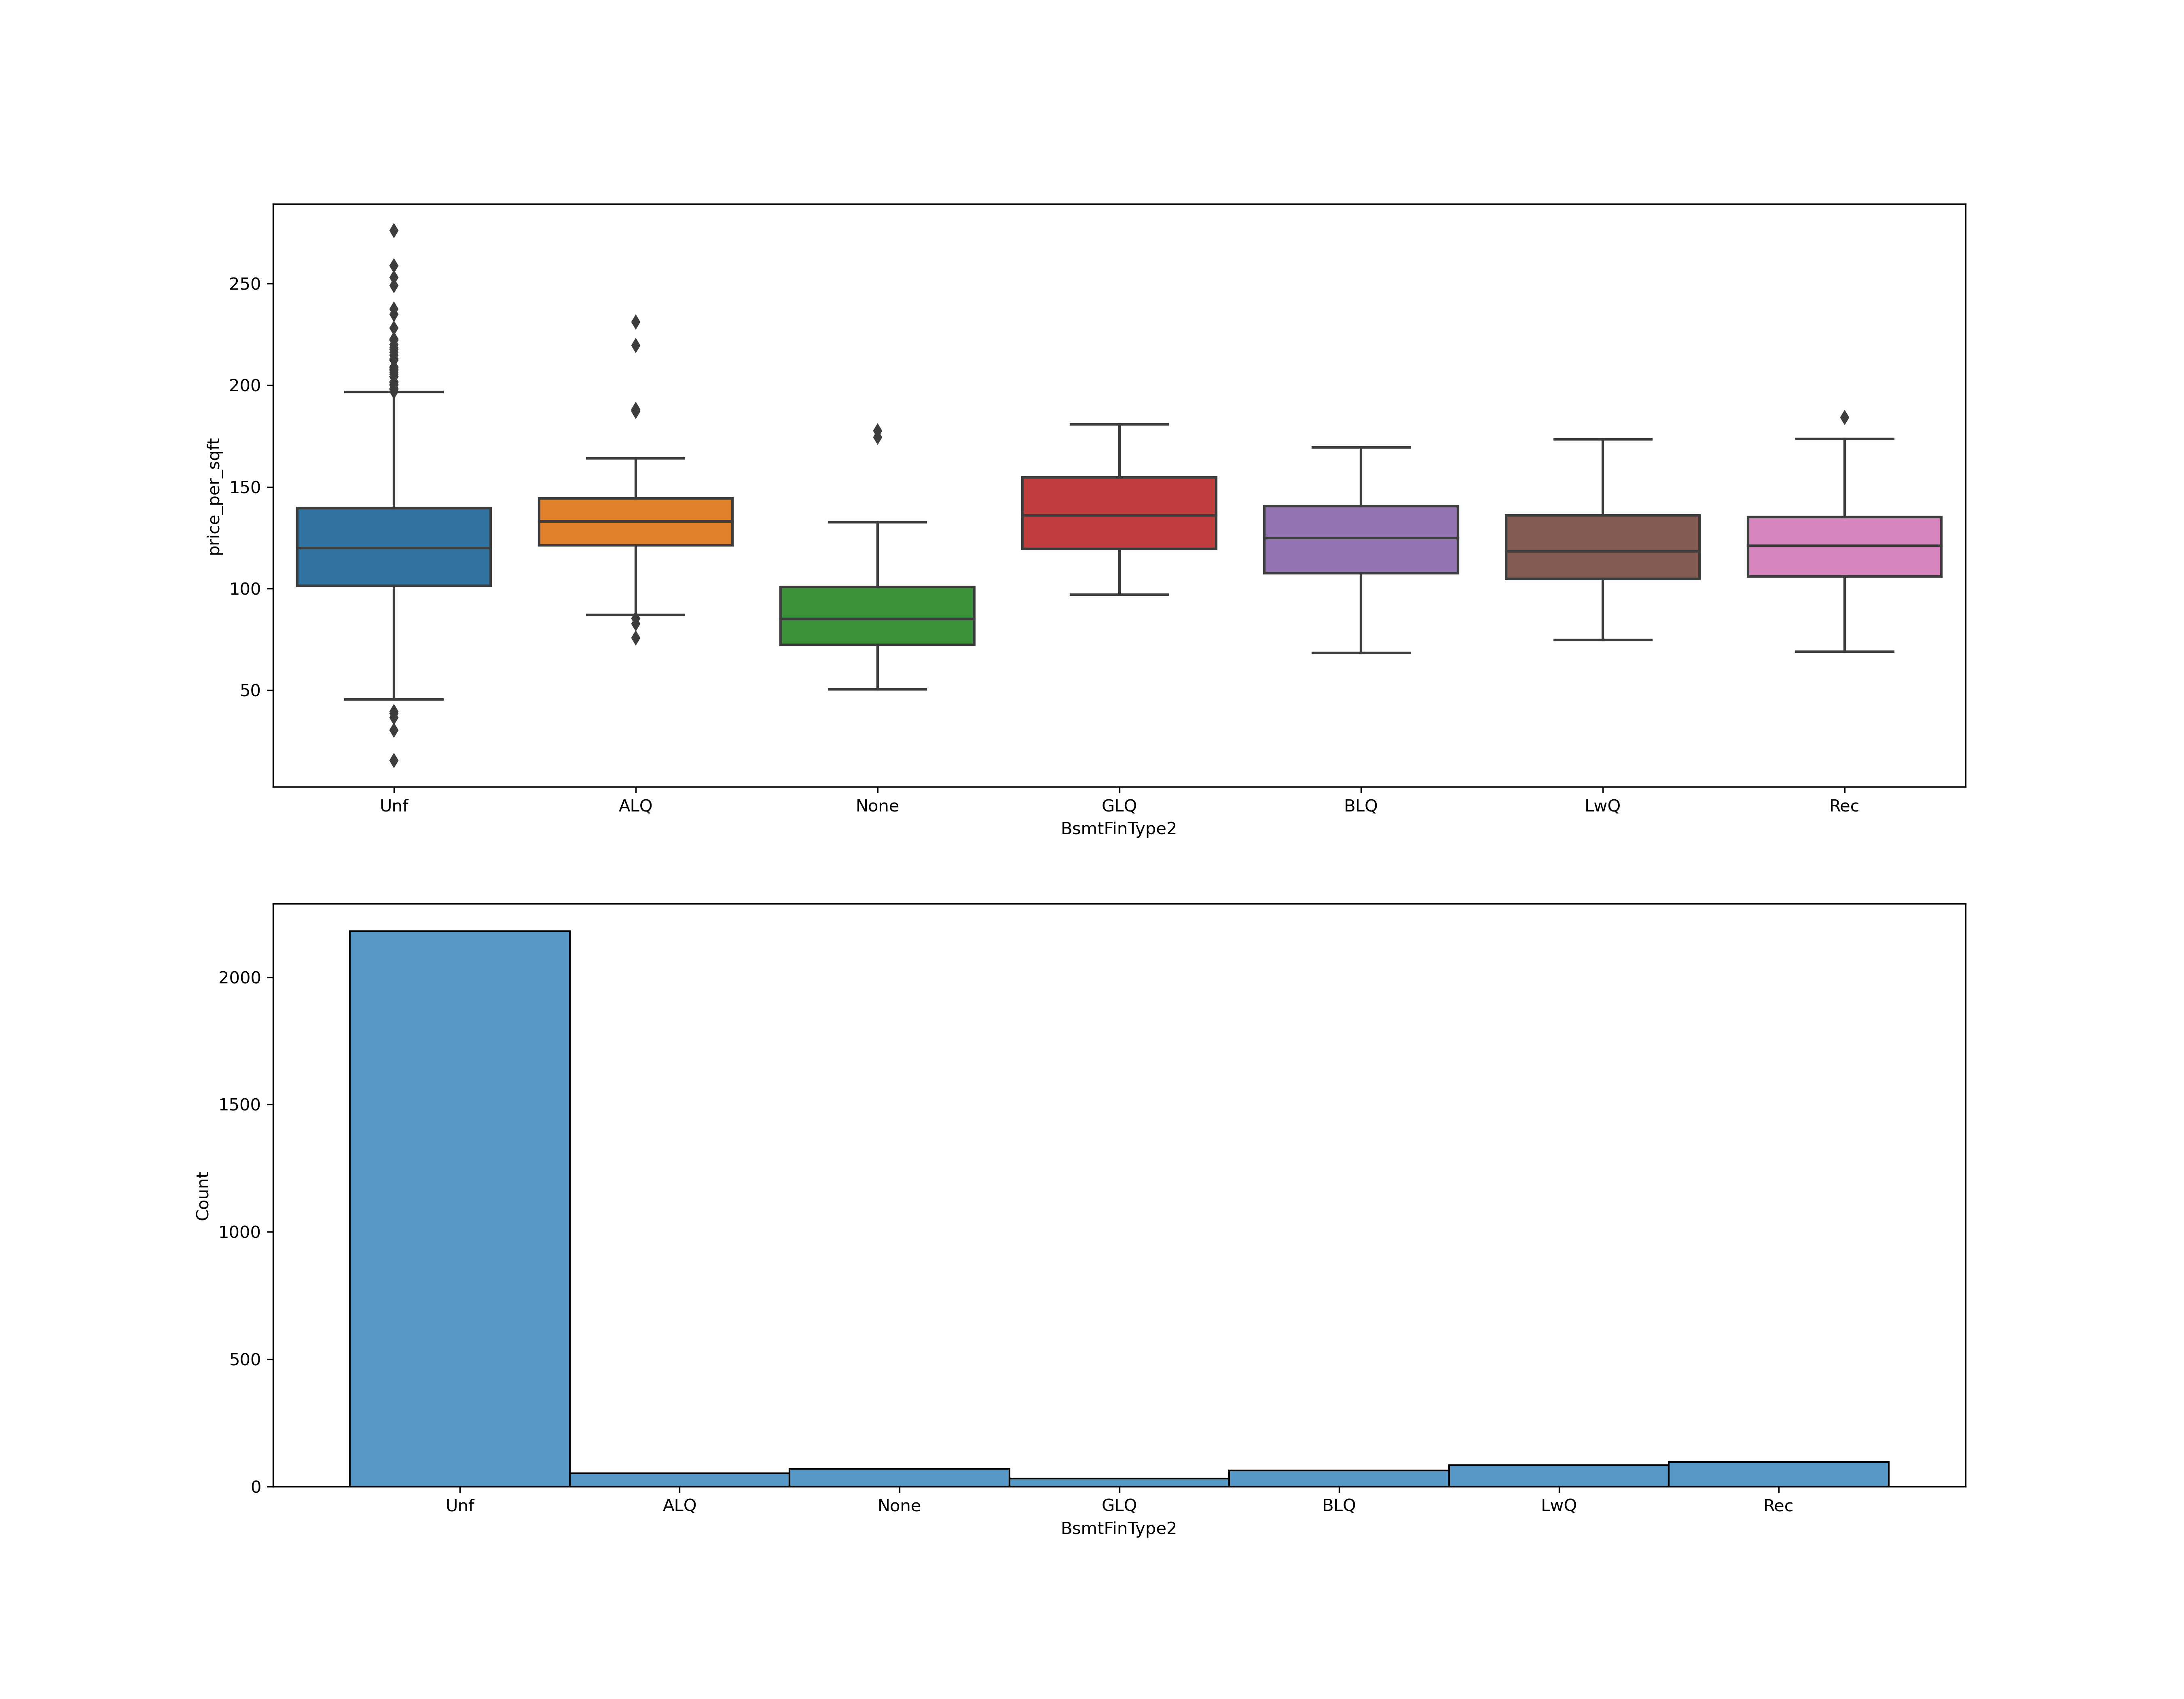 price_per_sqft
250
200
150
100
50
Unf ALQ None GLQ BLQ LwQ Rec
BsmtFinType2
Count
2000
1500
1000
500
0
Unf ALQ None GLQ BLQ LwQ Rec
BsmtFinType2